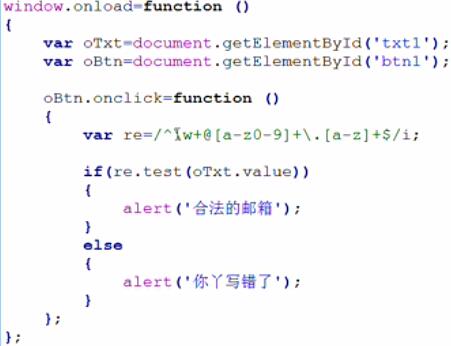 window.onload=function ()
{
    var oTxt=document.getElementById('txt1');
    var oBtn=document.getElementById('btn1');
    oBtn.onclick=function ()
    {
        var re=/^\w+@[a-z0-9]+\.[a-z]+$/i;
        if(re.test(oTxt.value))
        {
            alert('合法的邮箱');
        }
        else
        {
            alert('你丫写错了');
        }
    };
};